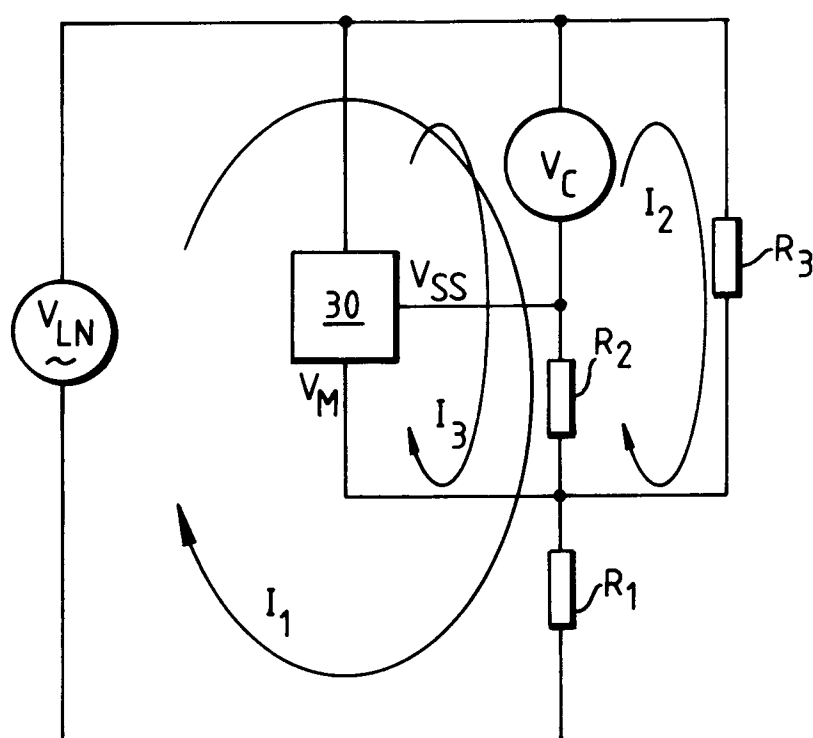 V_C
I_2
R_3
V_SS
30
V_LN
~
R_2
V_M
I_3
R_1
I_1